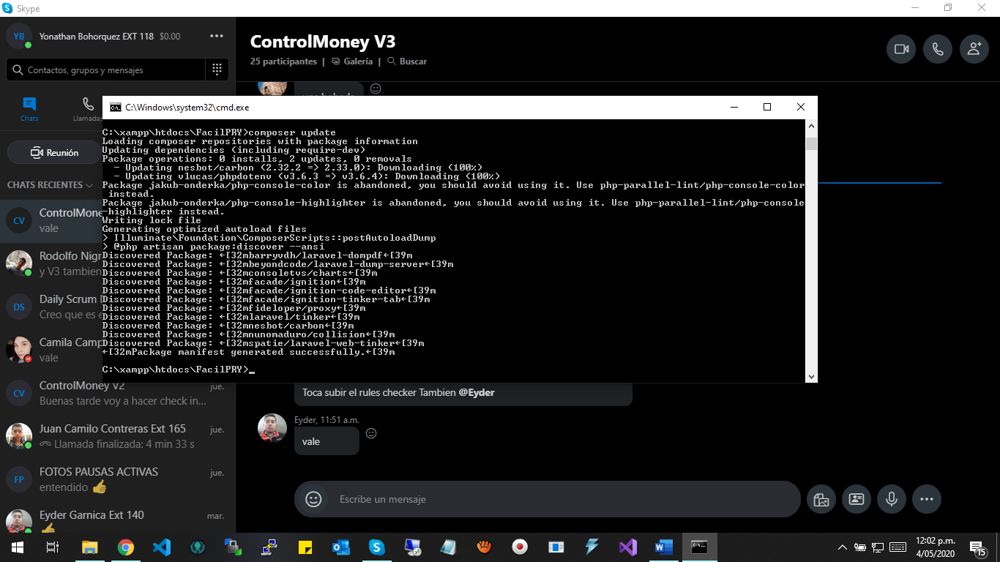 Skype
YB
Yonathan Bohorquez EXT 118 $0.00
Contactos, grupos y mensajes
Chats
Llamadas
Reunión
CHATS RECIENTES
CV
ControlMone
vale
Rodolfo Nigr
y V3 tambien
DS
Daily Scrum
Creo que es e
Camila Camp
vale
CV
ControlMoney V2
jue.
Buenas tarde voy a hacer check in...
Juan Camilo Contreras Ext 165
jue.
Llamada finalizada: 4 min 33 s
FP
FOTOS PAUSAS ACTIVAS
jue.
entendido
Eyder Garnica Ext 140
mar.
ControlMoney V3
25 participantes | Galería | Buscar
C:\Windows\system32\cmd.exe
C:\xampp\htdocs\FacilPRY>composer update
Loading composer repositories with package information
Updating dependencies (including require-dev)
Package operations: 0 installs, 2 updates, 0 removals
- Updating nesbot/carbon (2.32.2 => 2.33.0): Downloading (100%)
- Updating vlucas/phpdotenv (v3.6.3 => v3.6.4): Downloading (100%)
Package jakub-onderka/php-console-color is abandoned, you should avoid using it. Use php-parallel-lint/php-console-color
instead.
Package jakub-onderka/php-console-highlighter is abandoned, you should avoid using it. Use php-parallel-lint/php-console
-highlighter instead.
Writing lock file
Generating optimized autoload files
> Illuminate\Foundation\ComposerScripts::postAutoloadDump
> @php artisan package:discover --ansi
Discovered Package: ←[32mbarryvdh/laravel-dompdf←[39m
Discovered Package: ←[32mbeyondcode/laravel-dump-server←[39m
Discovered Package: ←[32mconsoletvs/charts←[39m
Discovered Package: ←[32mfacade/ignition←[39m
Discovered Package: ←[32mfacade/ignition-code-editor←[39m
Discovered Package: ←[32mfacade/ignition-tinker-tab←[39m
Discovered Package: ←[32mfideloper/proxy←[39m
Discovered Package: ←[32mlaravel/tinker←[39m
Discovered Package: ←[32mnesbot/carbon←[39m
Discovered Package: ←[32mnunomaduro/collision←[39m
Discovered Package: ←[32mspatie/laravel-web-tinker←[39m
←[32mPackage manifest generated successfully.←[39m
C:\xampp\htdocs\FacilPRY>_
Toca subir el rules checker Tambien @Eyder
Eyder, 11:51 a.m.
vale
Escribe un mensaje
12:02 p.m.
4/05/2020
15